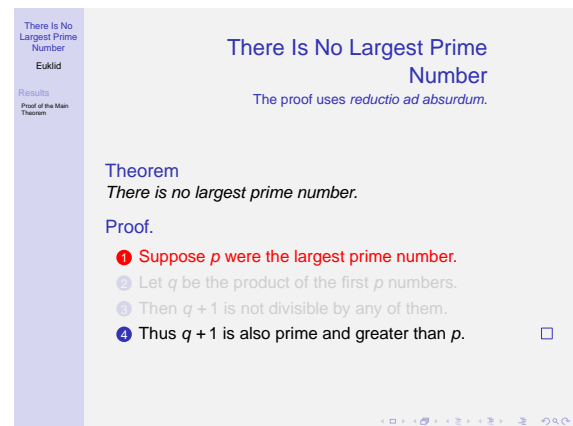 There Is No
Largest Prime
Number
Euklid
Results
Proof of the Main
Theorem
There Is No Largest Prime
Number
The proof uses reductio ad absurdum.
Theorem
There is no largest prime number.
Proof.
1 Suppose p were the largest prime number.
2 Let q be the product of the first p numbers.
3 Then q + 1 is not divisible by any of them.
4 Thus q + 1 is also prime and greater than p.